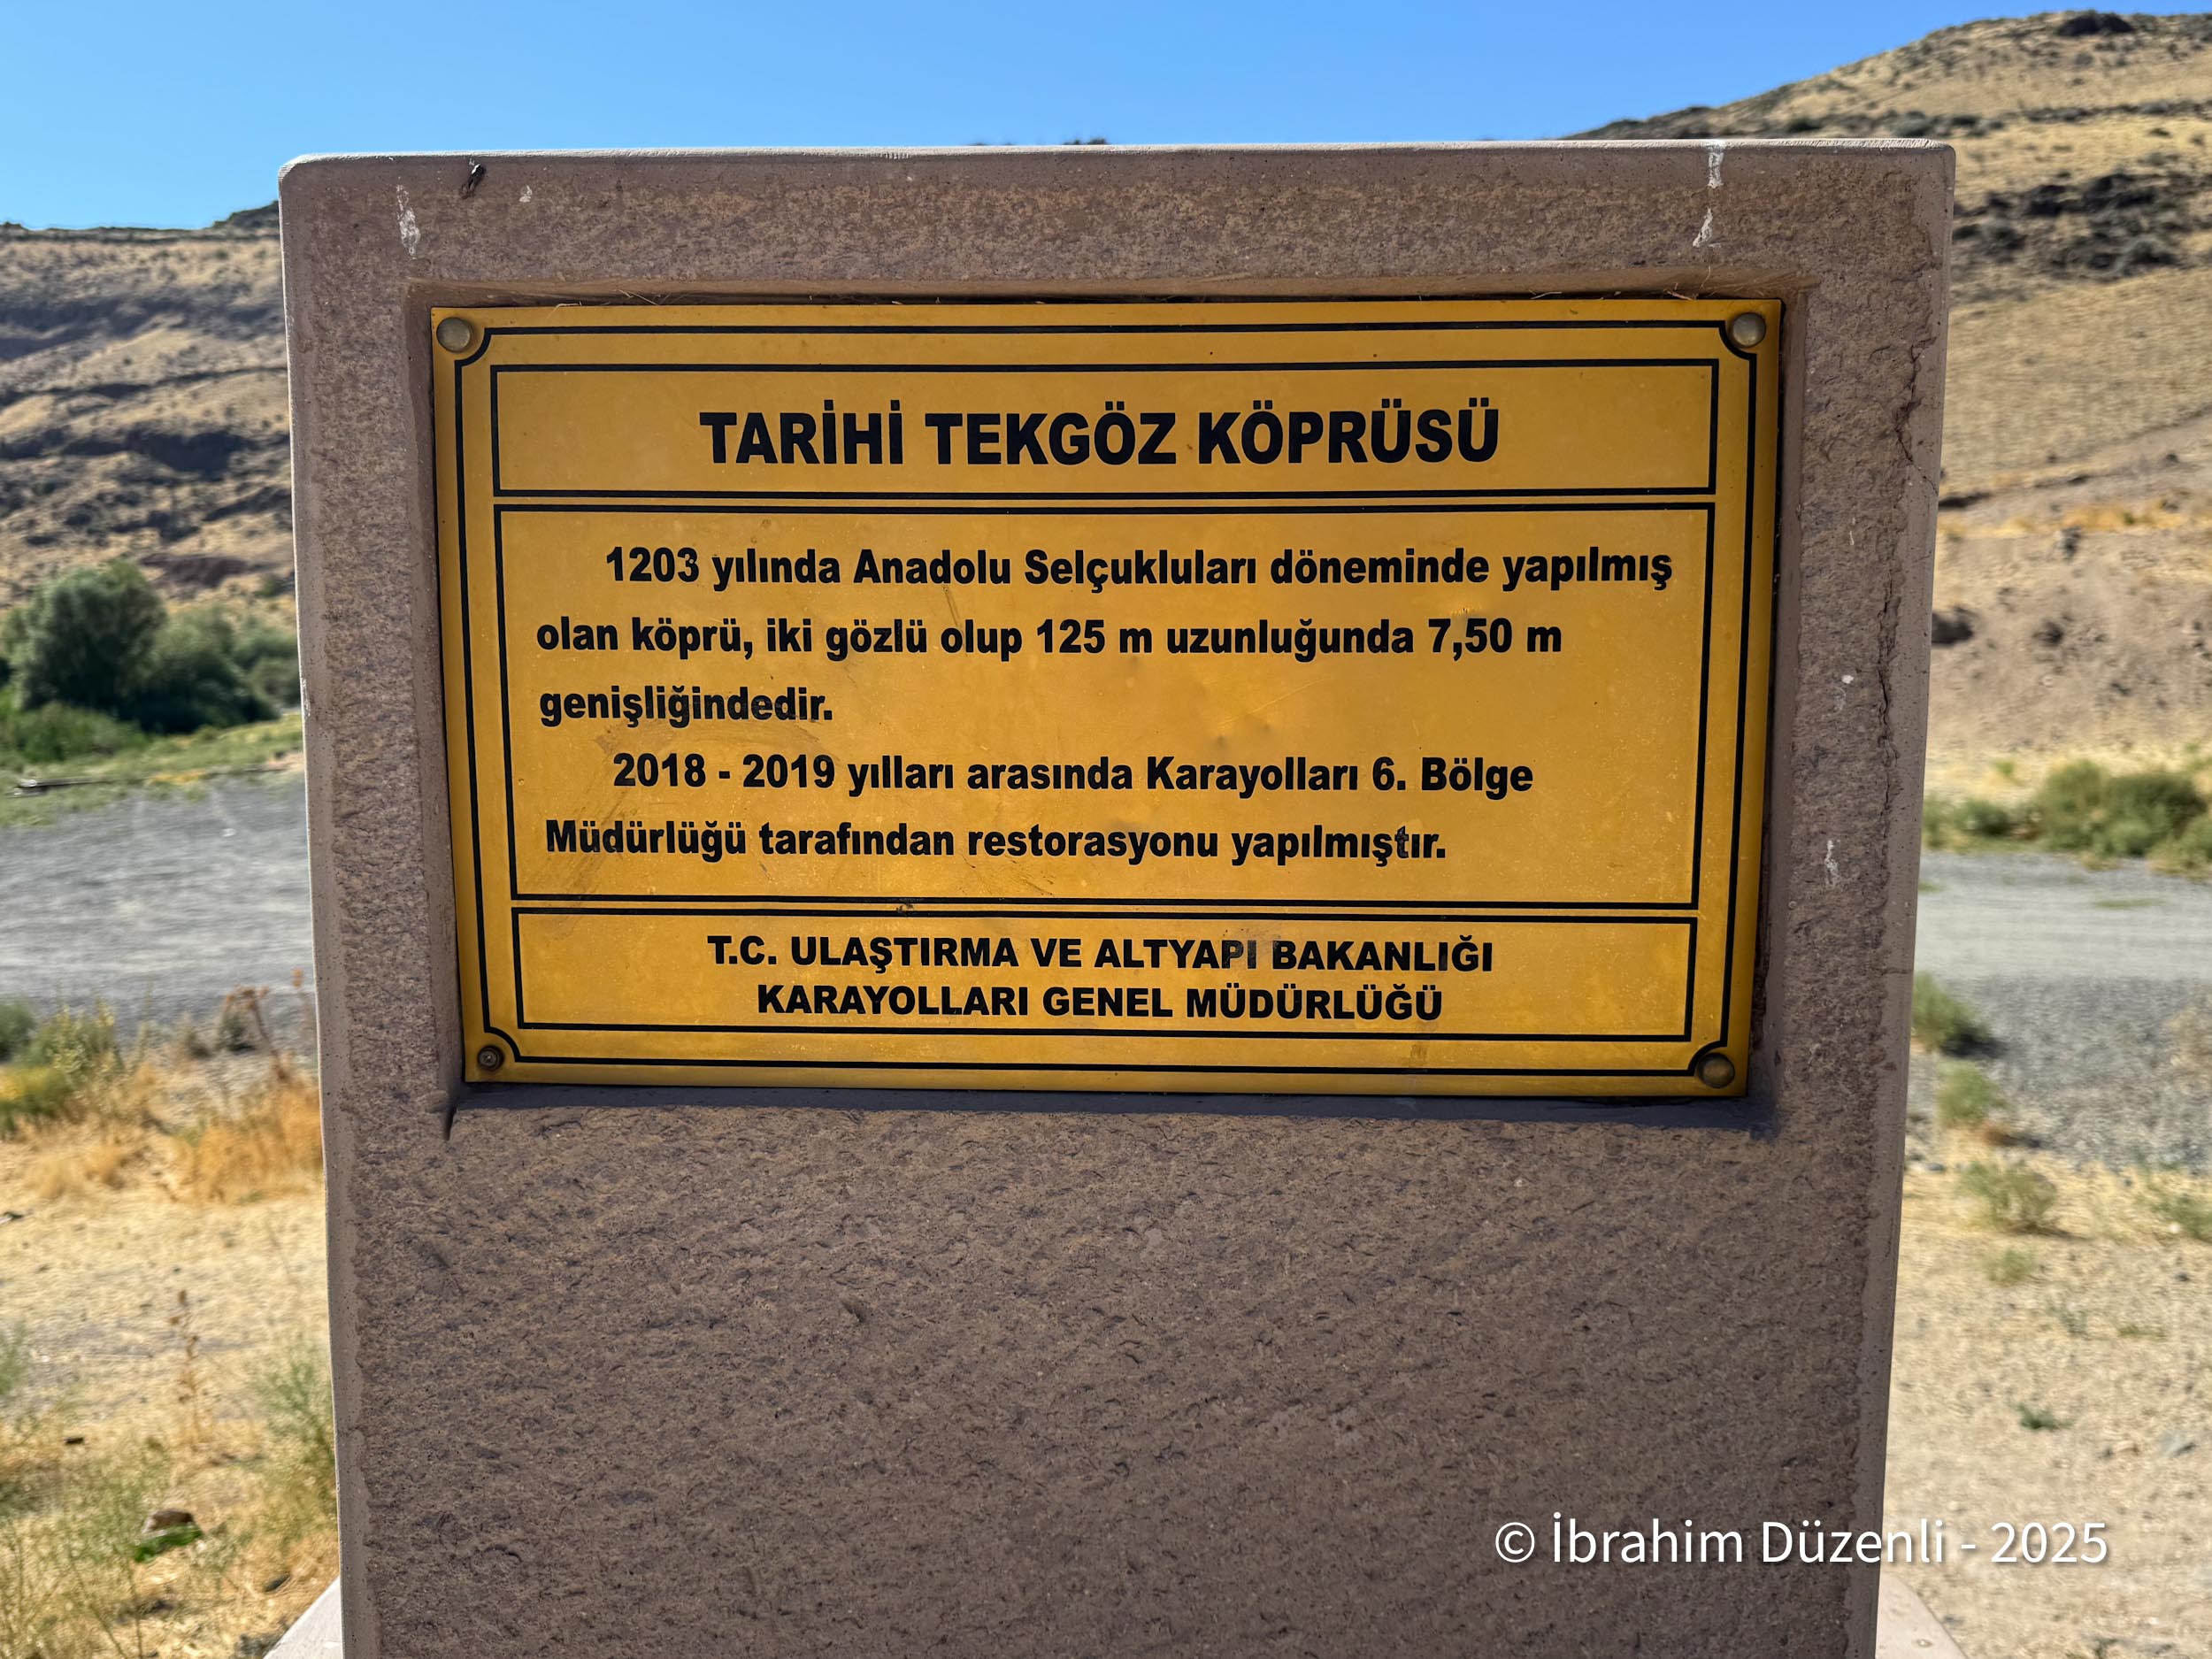 TARİHİ TEKGÖZ KÖPRÜSÜ
1203 yılında Anadolu Selçukluları döneminde yapılmış
olan köprü, iki gözlü olup 125 m uzunluğunda 7,50 m
genişliğindedir.
2018 - 2019 yılları arasında Karayolları 6. Bölge
Müdürlüğü tarafından restorasyonu yapılmıştır.
T.C. ULAŞTIRMA VE ALTYAPI BAKANLIĞI
KARAYOLLARI GENEL MÜDÜRLÜĞÜ
© İbrahim Düzenli - 2025